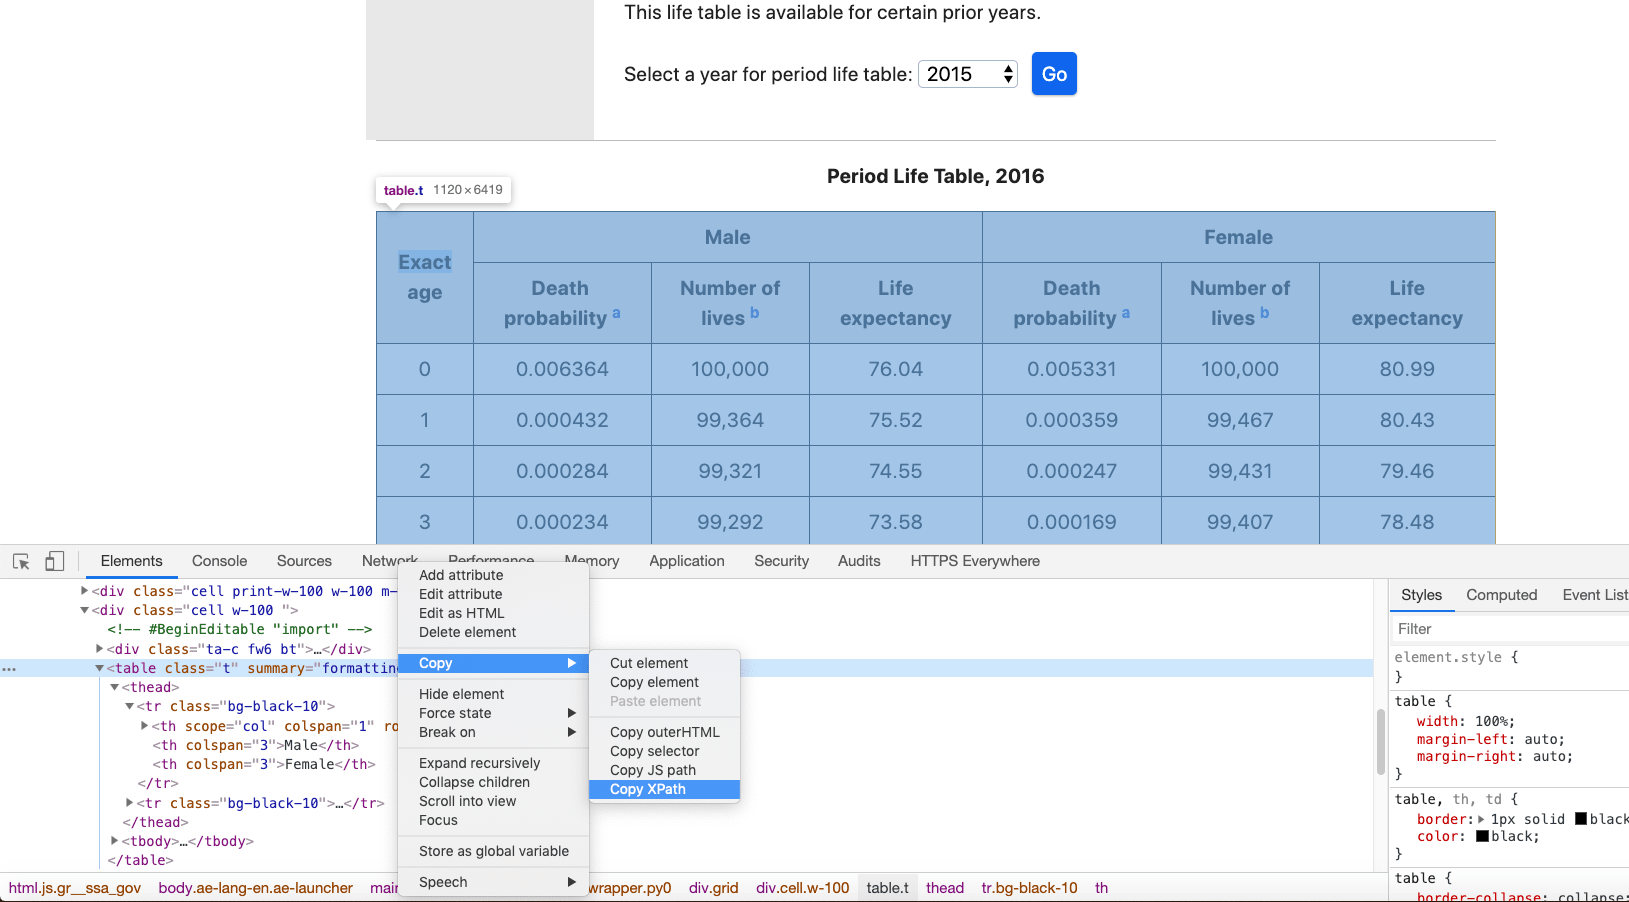 This life table is available for certain prior years.
Select a year for period life table: 2015 Go
Period Life Table, 2016
table.t 1120×6419
Exact age
Male Female
Death probability a Number of lives b Life expectancy Death probability a Number of lives b Life expectancy
0 0.006364 100,000 76.04 0.005331 100,000 80.99
1 0.000432 99,364 75.52 0.000359 99,467 80.43
2 0.000284 99,321 74.55 0.000247 99,431 79.46
3 0.000234 99,292 73.58 0.000169 99,407 78.48
Elements Console Sources Network Performance Memory Application Security Audits HTTPS Everywhere
<div class="cell print-w-100 w-100 m-
<div class="cell w-100 ">
<!-- #BeginEditable "import" -->
<div class="ta-c fw6 bt">…</div>
<table class="t" summary="formattin
<thead>
<tr class="bg-black-10">
<th scope="col" colspan="1" ro
<th colspan="3">Male</th>
<th colspan="3">Female</th>
</tr>
<tr class="bg-black-10">…</tr>
</thead>
<tbody>…</tbody>
</table>
Add attribute
Edit attribute
Edit as HTML
Delete element
Copy
Hide element
Force state
Break on
Expand recursively
Collapse children
Scroll into view
Focus
Store as global variable
Speech
Cut element
Copy element
Paste element
Copy outerHTML
Copy selector
Copy JS path
Copy XPath
Styles Computed Event List
Filter
element.style {
}
table {
width: 100%;
margin-left: auto;
margin-right: auto;
}
table, th, td {
border: 1px solid black
color: black;
}
table {
border-collapse: collapse;
html.js.gr__ssa_gov body.ae-lang-en.ae-launcher main wrapper.py0 div.grid div.cell.w-100 table.t thead tr.bg-black-10 th